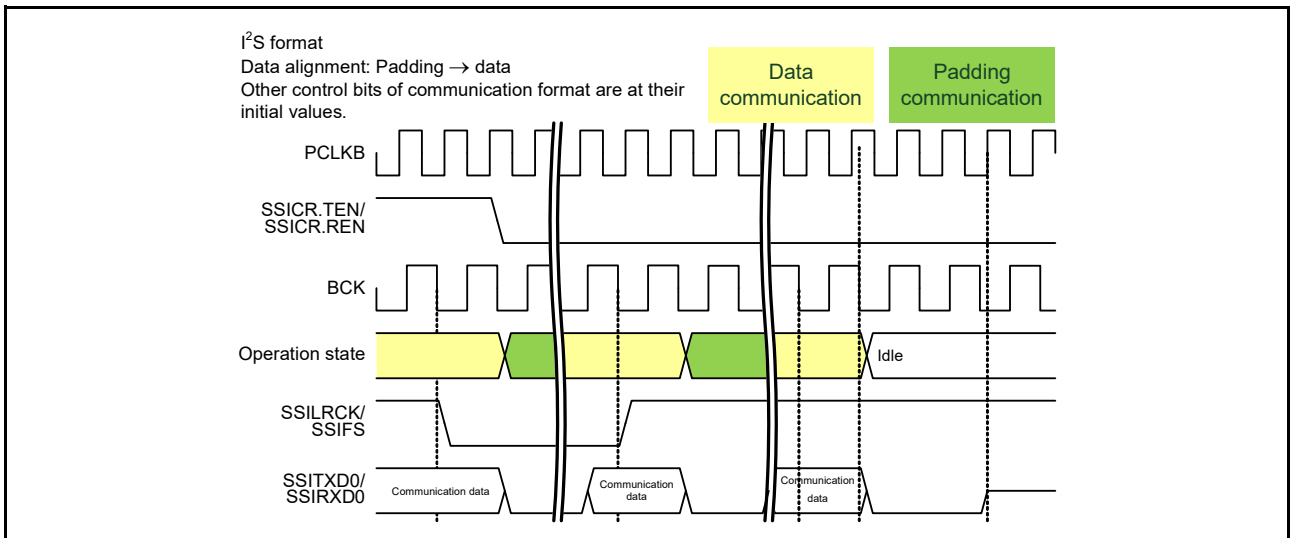 I²S format
Data alignment: Padding → data
Other control bits of communication format are at their
initial values.
Data
communication
Padding
communication
PCLKB
SSICR.TEN/
SSICR.REN
BCK
Operation state
Idle
SSILRCK/
SSIFS
SSITXD0/
SSIRXD0
Communication data
Communication
data
Communication
data